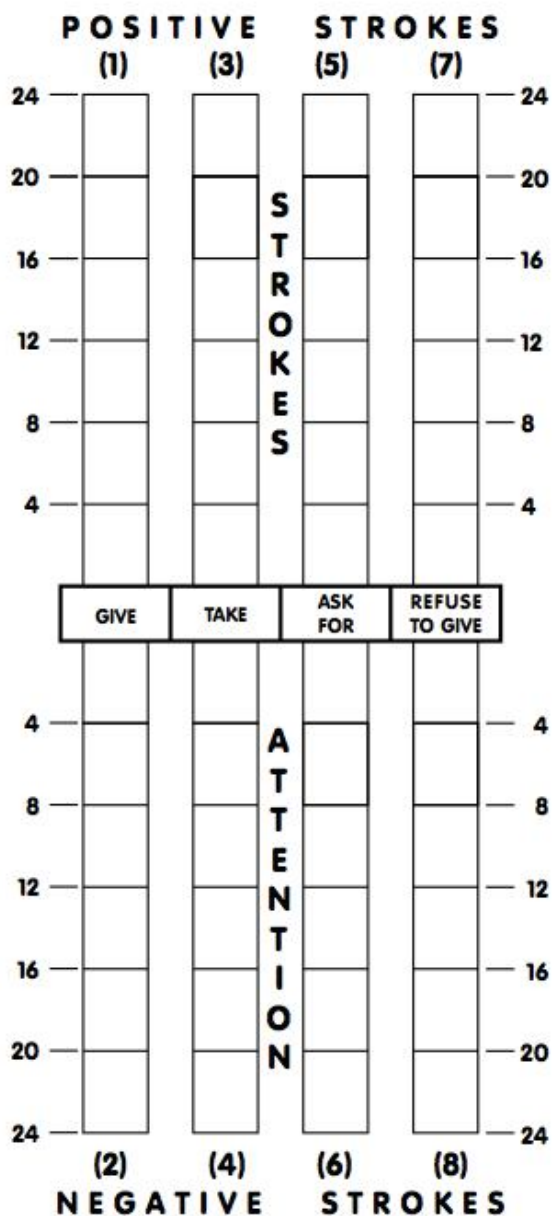 POSITIVE STROKES
(1) (3) (5) (7)
24 24
20 20
16 16
12 12
8 8
4 4
STROKES
GIVE TAKE ASK FOR REFUSE TO GIVE
4 4
8 8
12 12
16 16
20 20
24 24
ATTENTION
(2) (4) (6) (8)
NEGATIVE STROKES